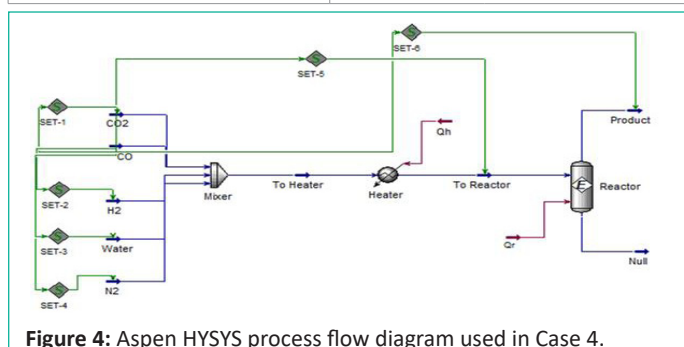 SET-6
SET-5
SET-1
CO2
Product
Qh
CO
Mixer
To Heater
Heater
To Reactor
E
Reactor
SET-2
H2
SET-3
Water
Qr
Null
SET-4
N2
S
S
S
S
S
S
Figure 4: Aspen HYSYS process flow diagram used in Case 4.